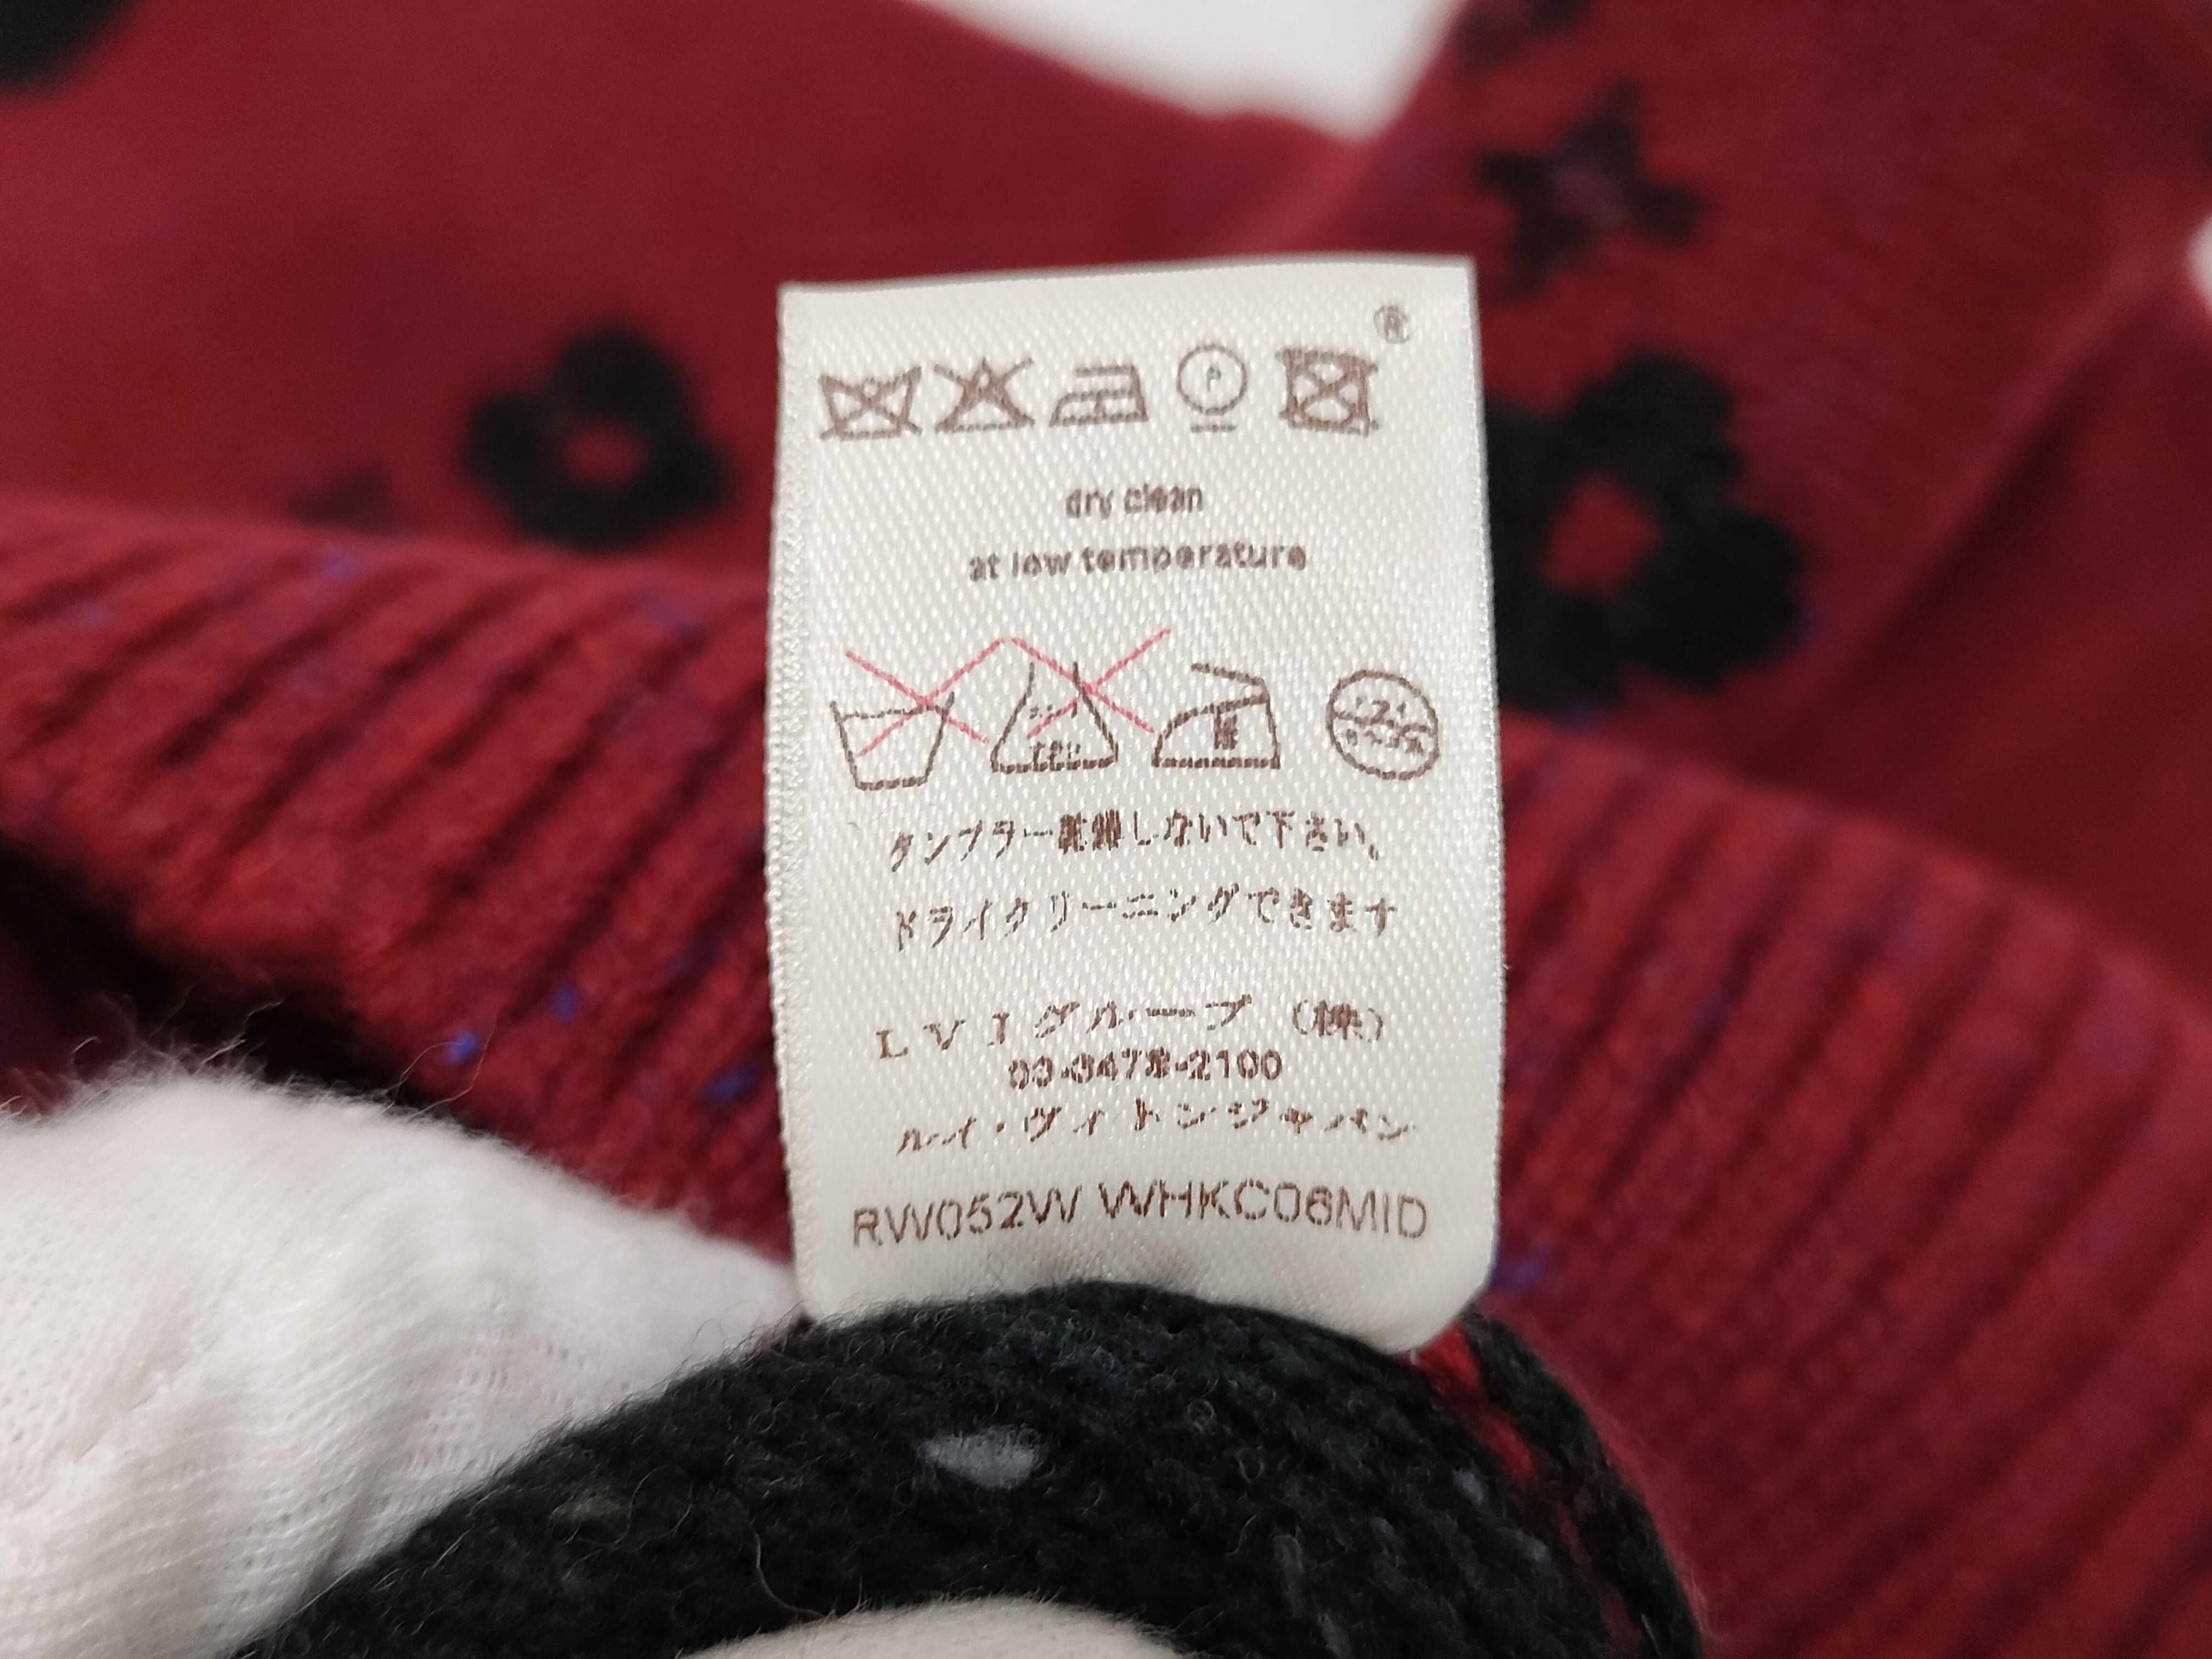 ®
P
dry clean
at low temperature
タンブラー乾燥しないで下さい。
ドライクリーニングできます
LVJグループ (株)
03-3478-2100
ルイ・ヴィトンジャパン
RW052W WHKC06MID